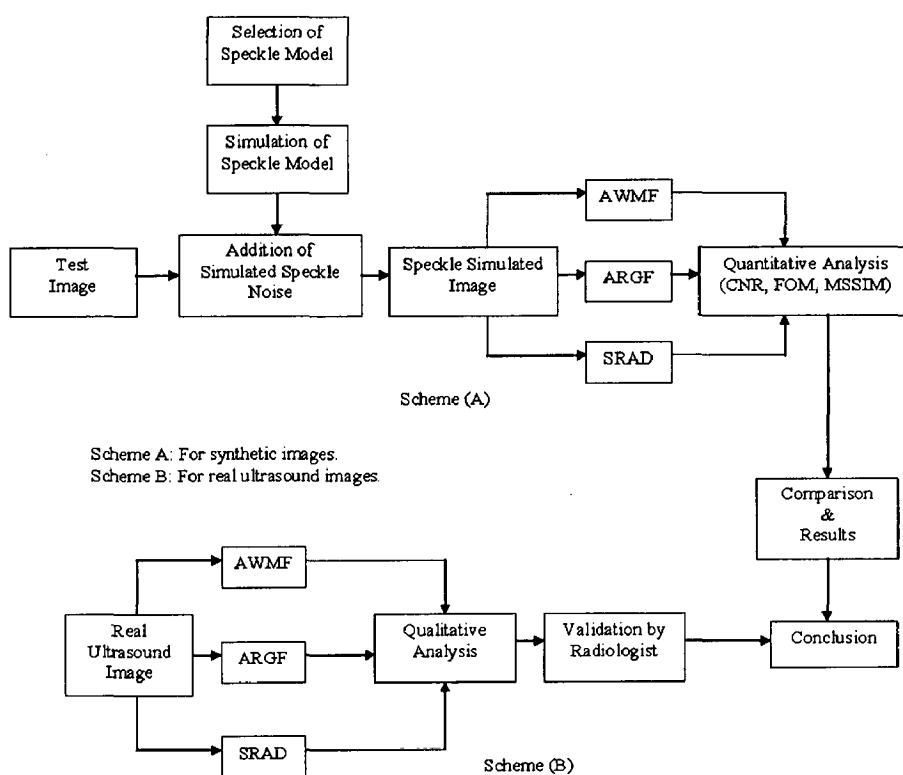 Selection of
Speckle Model
Simulation of
Speckle Model
Test
Image
Addition of
Simulated Speckle
Noise
Speckle Simulated
Image
AWMF
ARGF
SRAD
Quantitative Analysis
(CNR, FOM, MSSIM)
Scheme (A)
Scheme A: For synthetic images.
Scheme B: For real ultrasound images.
Comparison
&
Results
Real
Ultrasound
Image
AWMF
ARGF
SRAD
Qualitative
Analysis
Validation by
Radiologist
Conclusion
Scheme (B)